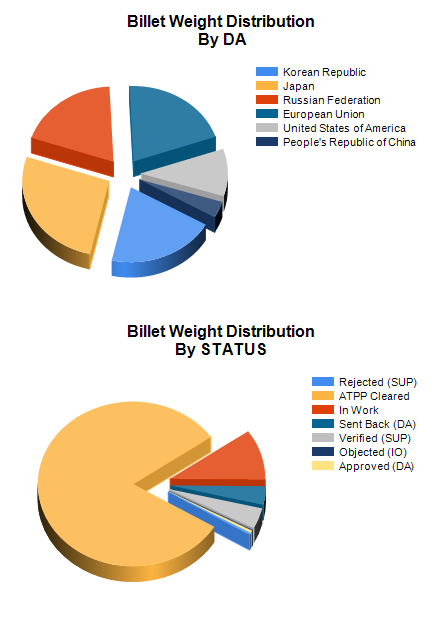 Billet Weight Distribution
By DA
Korean Republic
Japan
Russian Federation
European Union
United States of America
People's Republic of China
Billet Weight Distribution
By STATUS
Rejected (SUP)
ATPP Cleared
In Work
Sent Back (DA)
Verified (SUP)
Objected (IO)
Approved (DA)